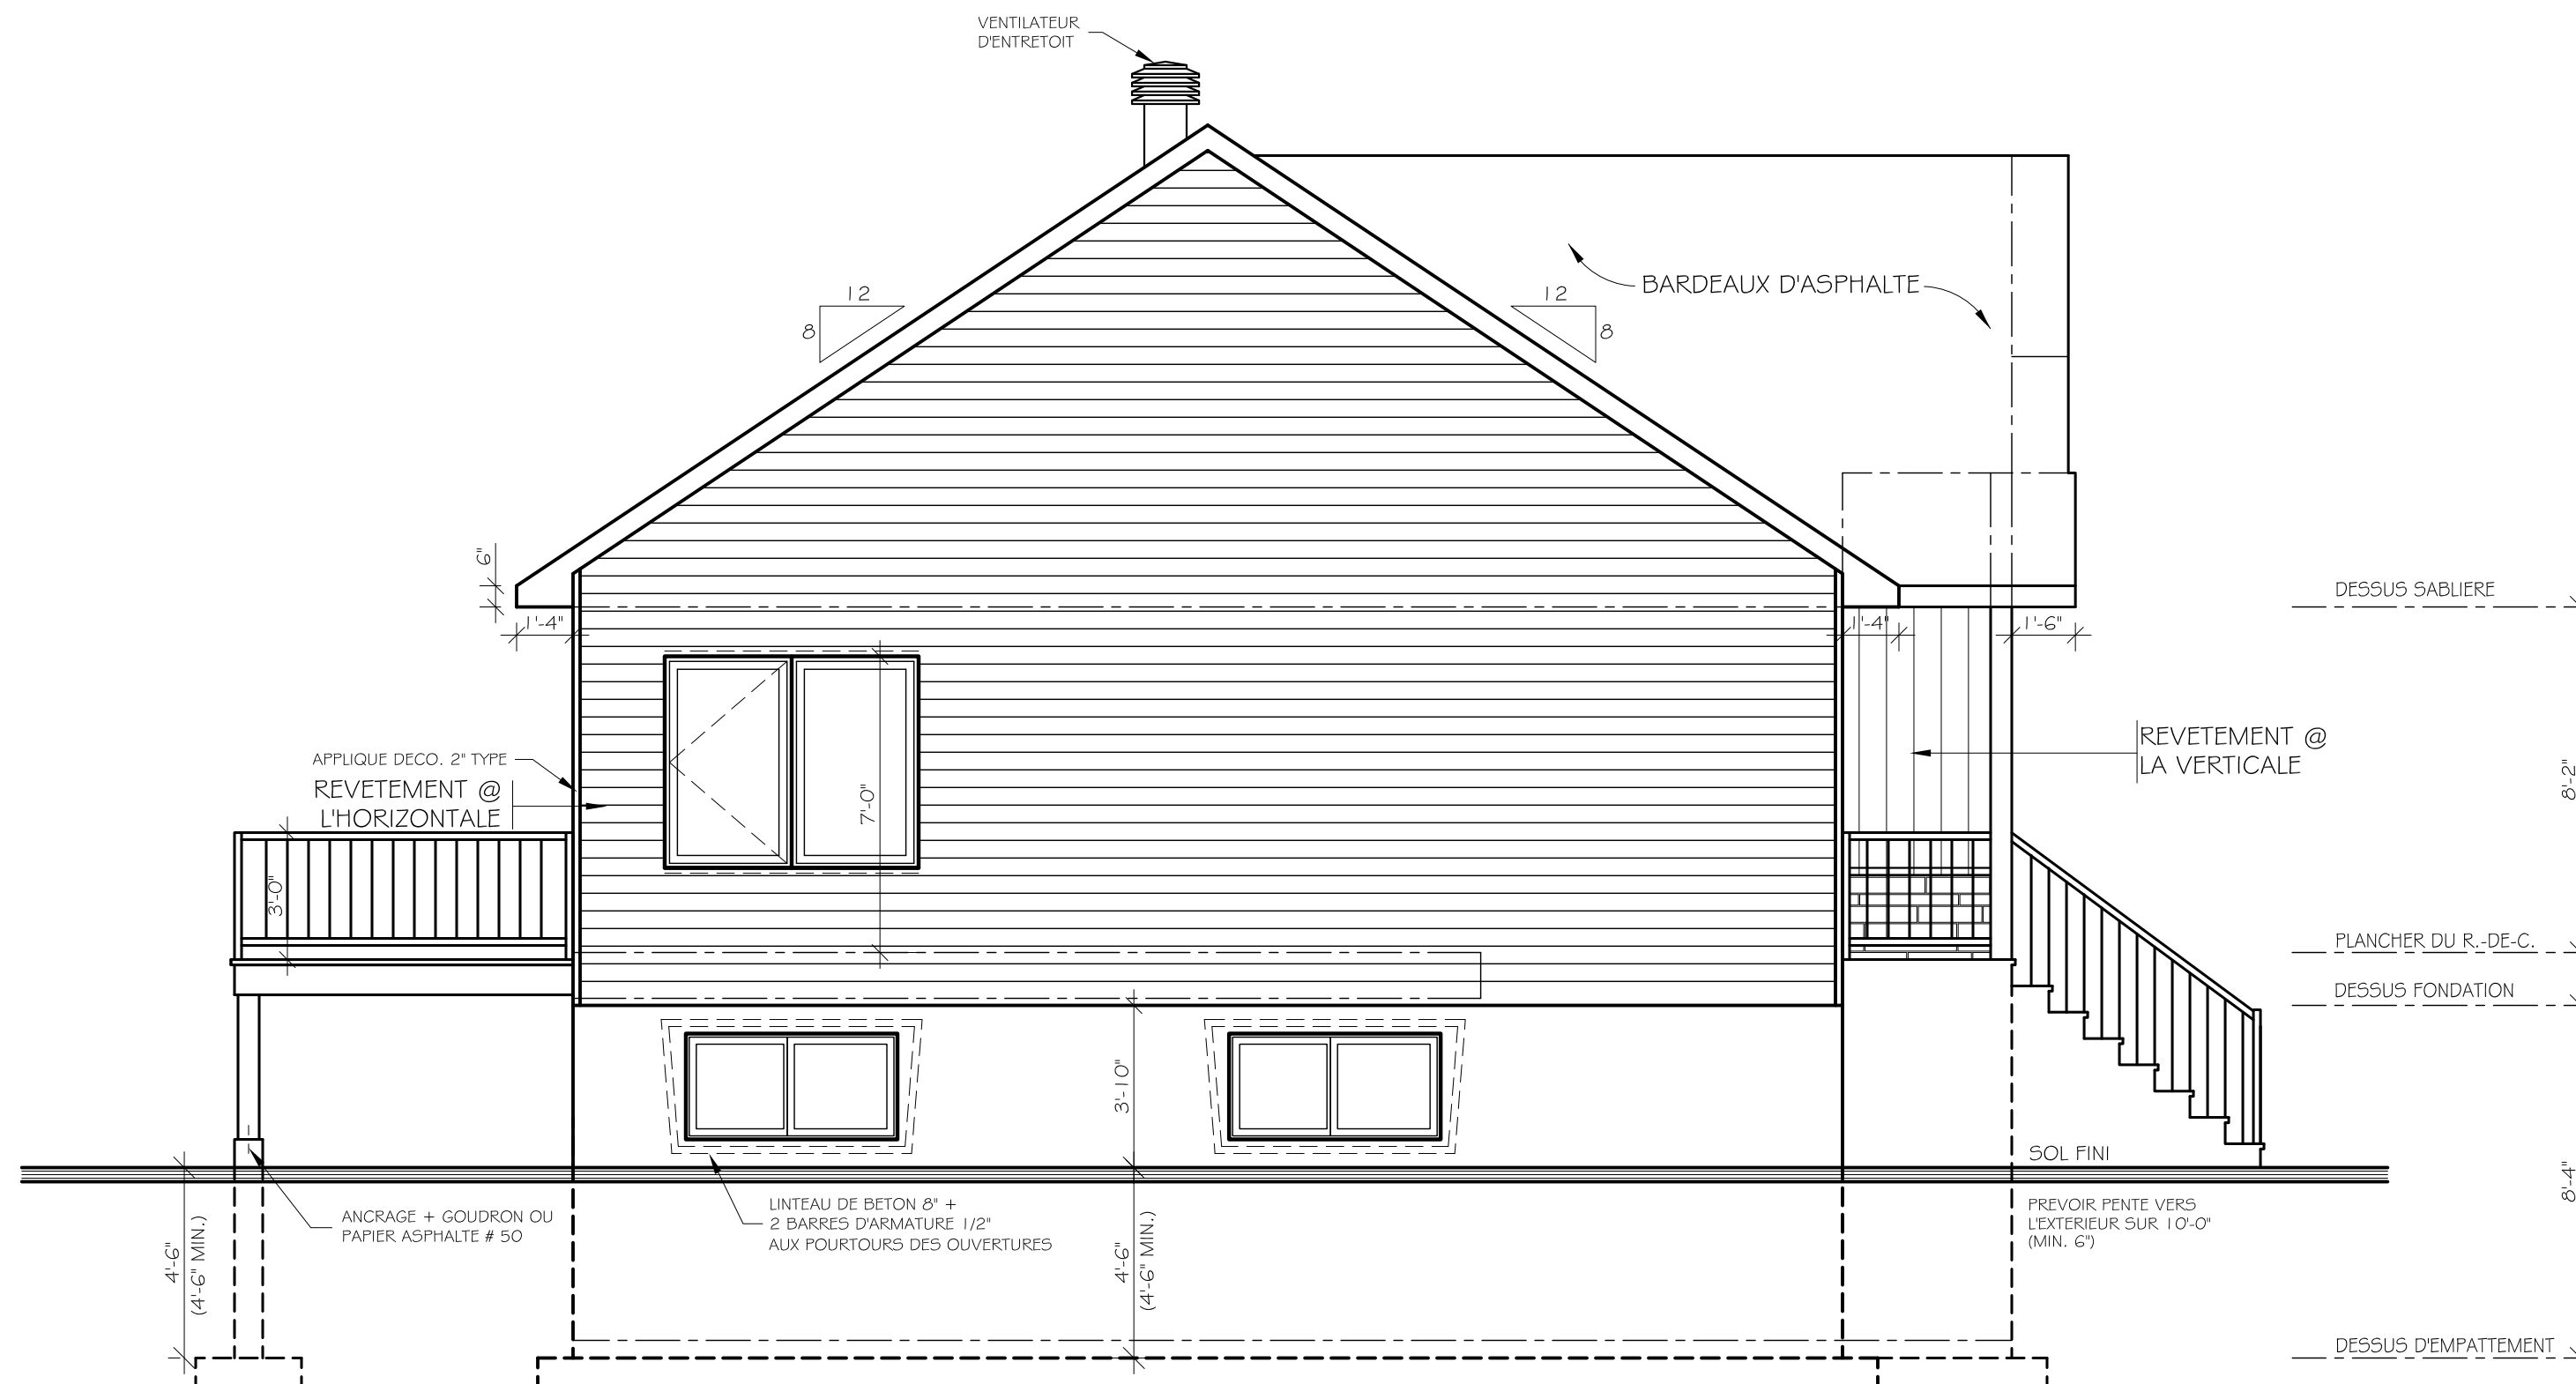 VENTILATEUR
D'ENTRETOIT
12
8
12
8
BARDEAUX D'ASPHALTE
6"
1'-4"
1'-4"
1'-6"
DESSUS SABLIERE
APPLIQUE DECO. 2" TYPE
REVETEMENT @
L'HORIZONTALE
7'-0"
REVETEMENT @
LA VERTICALE
8'-2"
3'-0"
PLANCHER DU R.-DE-C.
DESSUS FONDATION
3'-10"
SOL FINI
8'-4"
ANCRAGE + GOUDRON OU
PAPIER ASPHALTE # 50
LINTEAU DE BETON 8" +
2 BARRES D'ARMATURE 1/2"
AUX POURTOURS DES OUVERTURES
PREVOIR PENTE VERS
L'EXTERIEUR SUR 10'-0"
(MIN. 6")
4'-6"
(4'-6" MIN.)
4'-6"
(4'-6" MIN.)
DESSUS D'EMPATTEMENT